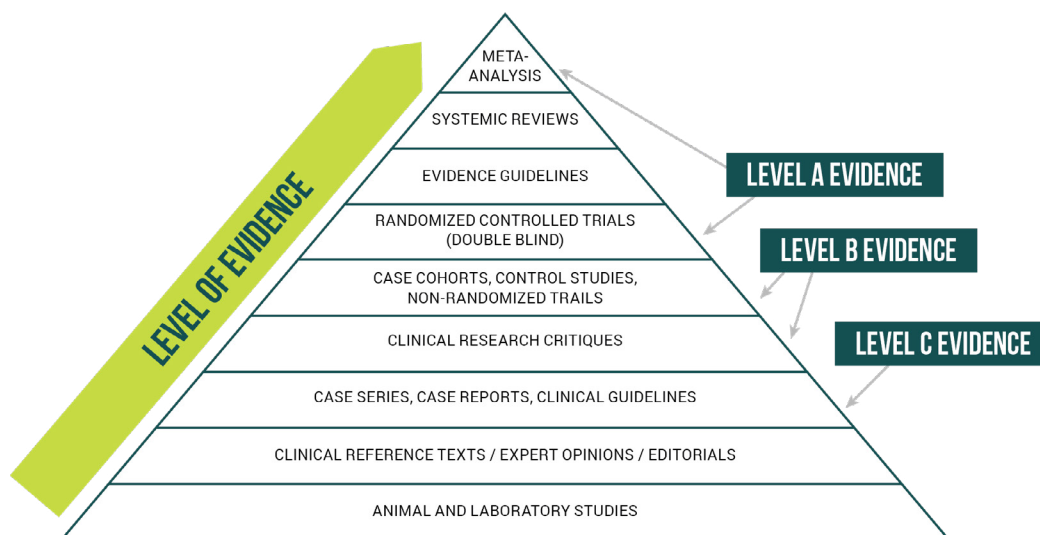 META-
ANALYSIS
SYSTEMIC REVIEWS
EVIDENCE GUIDELINES
RANDOMIZED CONTROLLED TRIALS
(DOUBLE BLIND)
CASE COHORTS, CONTROL STUDIES,
NON-RANDOMIZED TRAILS
CLINICAL RESEARCH CRITIQUES
CASE SERIES, CASE REPORTS, CLINICAL GUIDELINES
CLINICAL REFERENCE TEXTS / EXPERT OPINIONS / EDITORIALS
ANIMAL AND LABORATORY STUDIES
LEVEL OF EVIDENCE
LEVEL A EVIDENCE
LEVEL B EVIDENCE
LEVEL C EVIDENCE